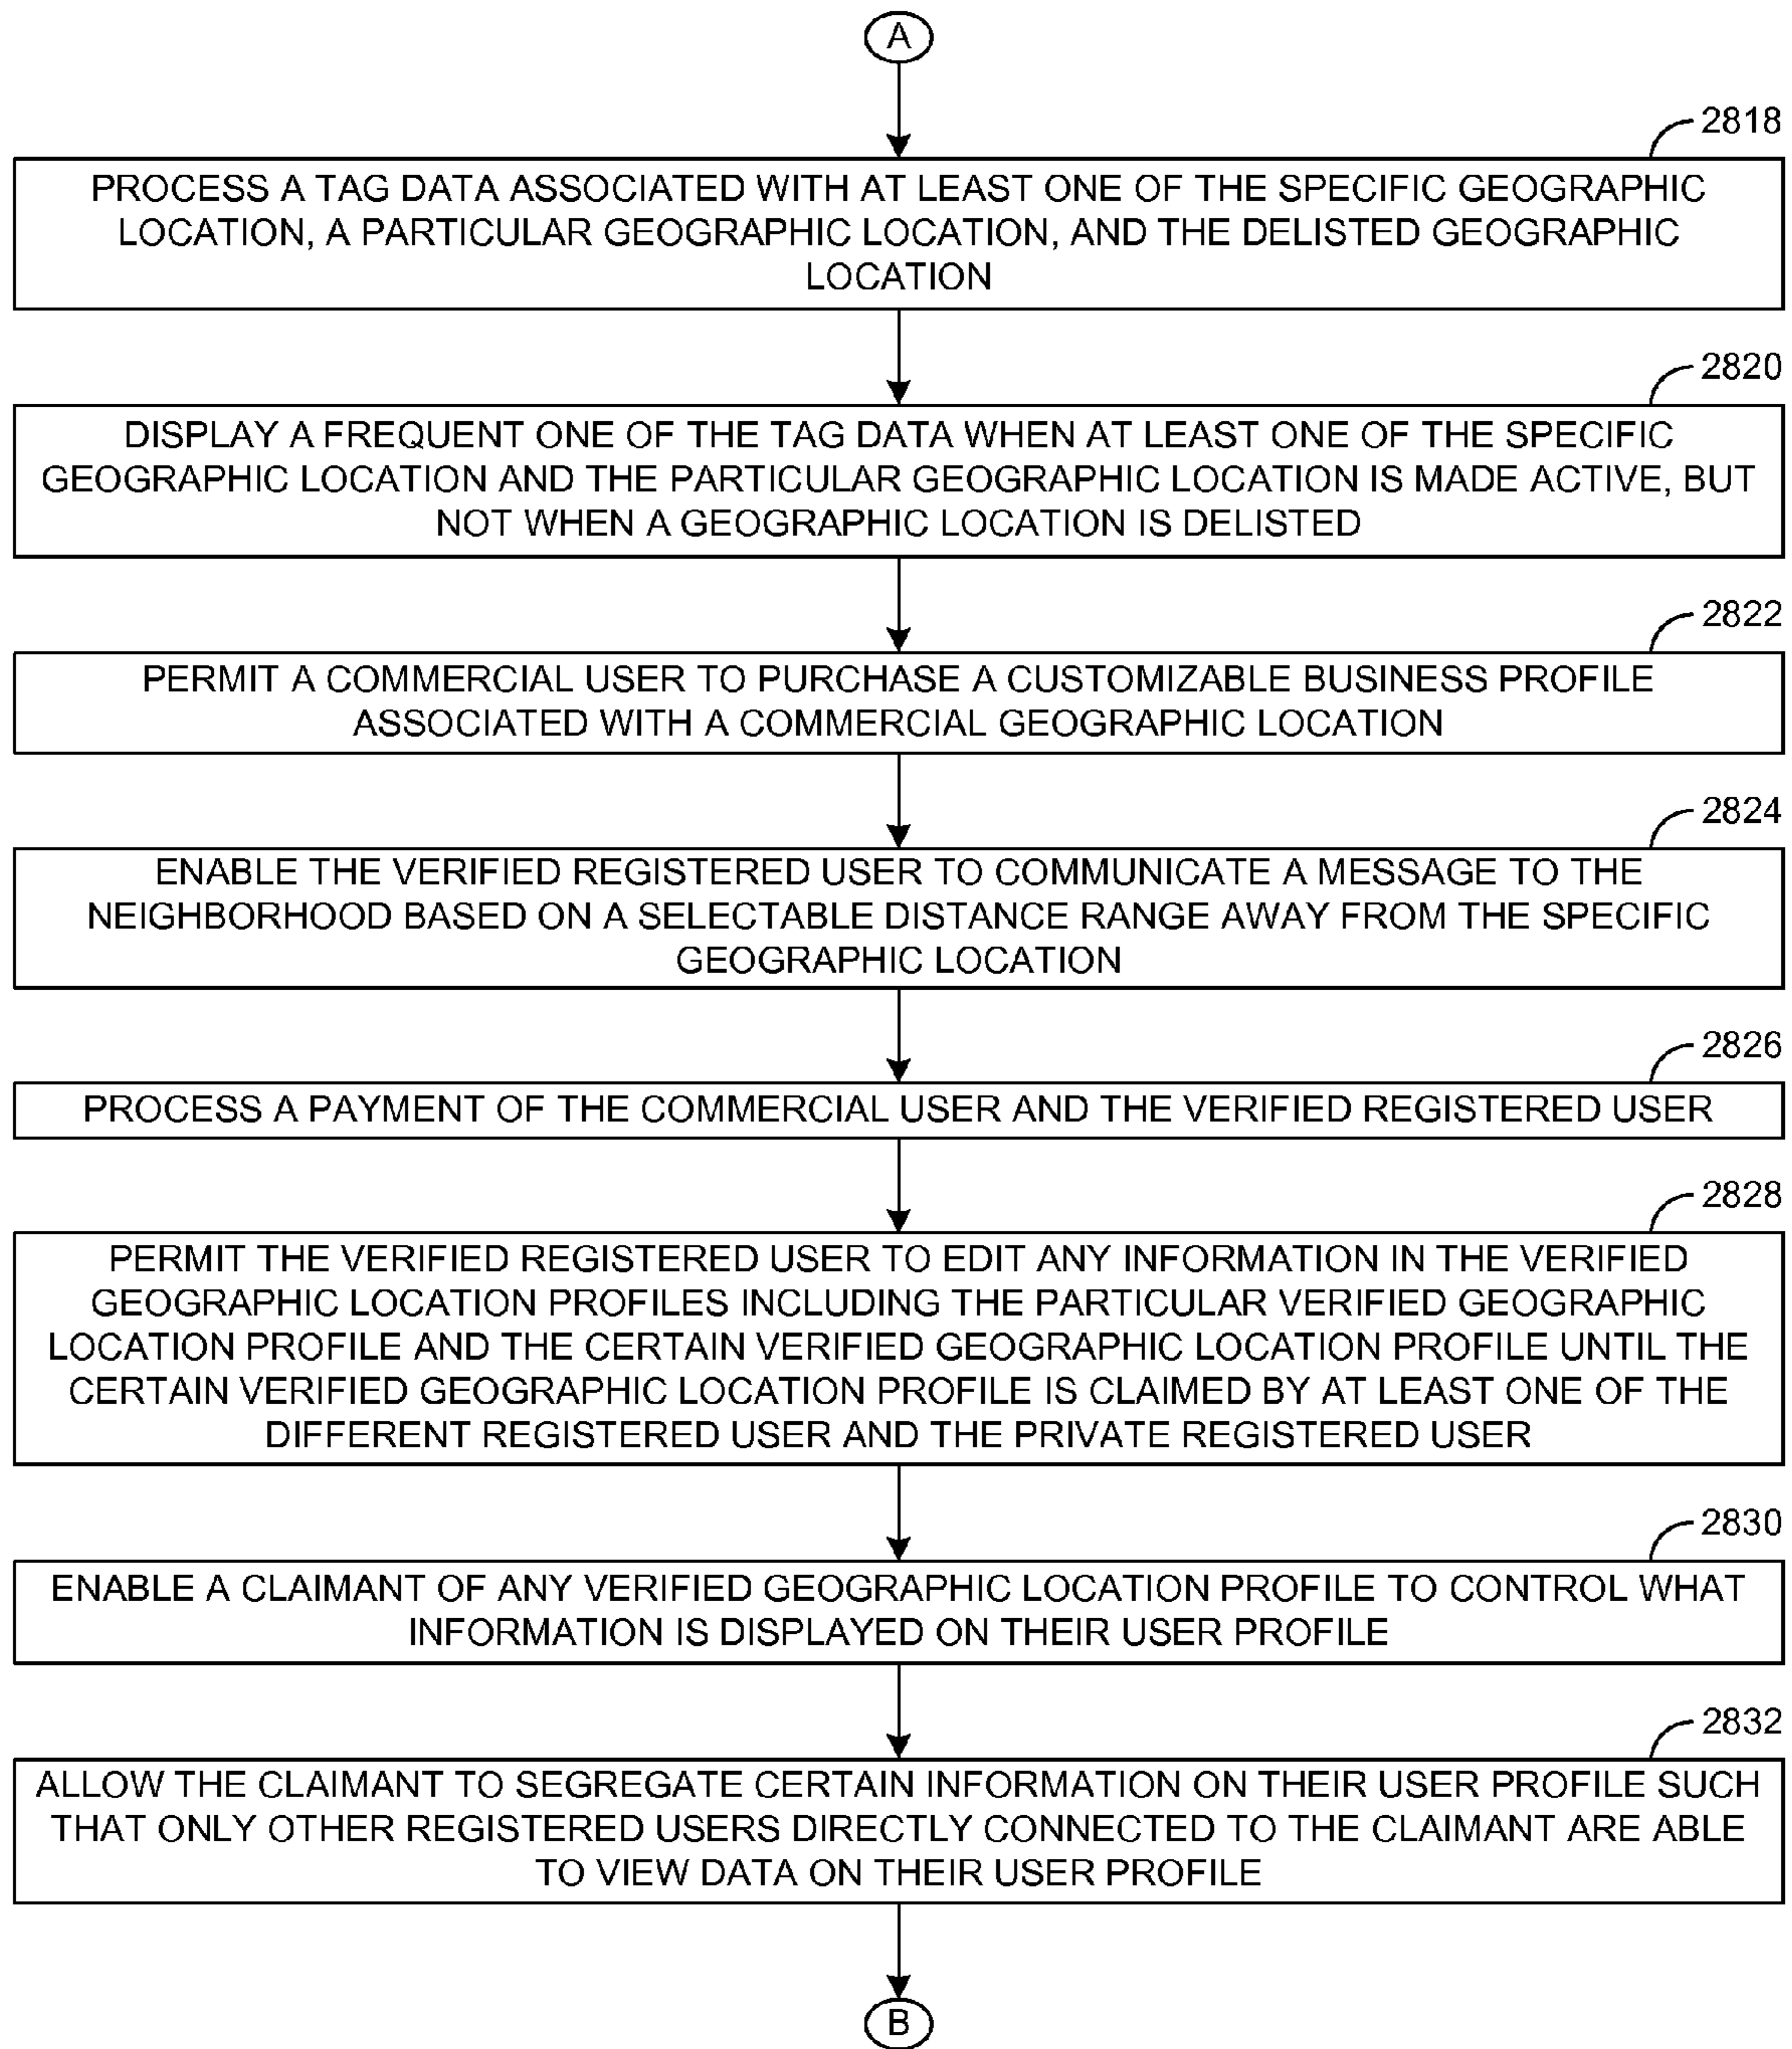 A
2818
PROCESS A TAG DATA ASSOCIATED WITH AT LEAST ONE OF THE SPECIFIC GEOGRAPHIC
LOCATION, A PARTICULAR GEOGRAPHIC LOCATION, AND THE DELISTED GEOGRAPHIC
LOCATION
2820
DISPLAY A FREQUENT ONE OF THE TAG DATA WHEN AT LEAST ONE OF THE SPECIFIC
GEOGRAPHIC LOCATION AND THE PARTICULAR GEOGRAPHIC LOCATION IS MADE ACTIVE, BUT
NOT WHEN A GEOGRAPHIC LOCATION IS DELISTED
2822
PERMIT A COMMERCIAL USER TO PURCHASE A CUSTOMIZABLE BUSINESS PROFILE
ASSOCIATED WITH A COMMERCIAL GEOGRAPHIC LOCATION
2824
ENABLE THE VERIFIED REGISTERED USER TO COMMUNICATE A MESSAGE TO THE
NEIGHBORHOOD BASED ON A SELECTABLE DISTANCE RANGE AWAY FROM THE SPECIFIC
GEOGRAPHIC LOCATION
2826
PROCESS A PAYMENT OF THE COMMERCIAL USER AND THE VERIFIED REGISTERED USER
2828
PERMIT THE VERIFIED REGISTERED USER TO EDIT ANY INFORMATION IN THE VERIFIED
GEOGRAPHIC LOCATION PROFILES INCLUDING THE PARTICULAR VERIFIED GEOGRAPHIC
LOCATION PROFILE AND THE CERTAIN VERIFIED GEOGRAPHIC LOCATION PROFILE UNTIL THE
CERTAIN VERIFIED GEOGRAPHIC LOCATION PROFILE IS CLAIMED BY AT LEAST ONE OF THE
DIFFERENT REGISTERED USER AND THE PRIVATE REGISTERED USER
2830
ENABLE A CLAIMANT OF ANY VERIFIED GEOGRAPHIC LOCATION PROFILE TO CONTROL WHAT
INFORMATION IS DISPLAYED ON THEIR USER PROFILE
2832
ALLOW THE CLAIMANT TO SEGREGATE CERTAIN INFORMATION ON THEIR USER PROFILE SUCH
THAT ONLY OTHER REGISTERED USERS DIRECTLY CONNECTED TO THE CLAIMANT ARE ABLE
TO VIEW DATA ON THEIR USER PROFILE
B